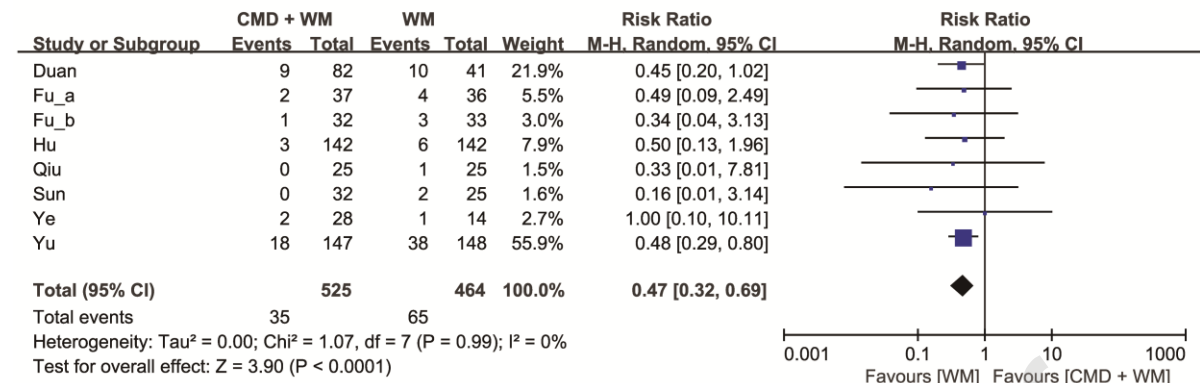 CMD + WM WM Risk Ratio Risk Ratio
Study or Subgroup Events Total Events Total Weight M-H, Random, 95% CI M-H, Random, 95% CI
Duan 9 82 10 41 21.9% 0.45 [0.20, 1.02]
Fu_a 2 37 4 36 5.5% 0.49 [0.09, 2.49]
Fu_b 1 32 3 33 3.0% 0.34 [0.04, 3.13]
Hu 3 142 6 142 7.9% 0.50 [0.13, 1.96]
Qiu 0 25 1 25 1.5% 0.33 [0.01, 7.81]
Sun 0 32 2 25 1.6% 0.16 [0.01, 3.14]
Ye 2 28 1 14 2.7% 1.00 [0.10, 10.11]
Yu 18 147 38 148 55.9% 0.48 [0.29, 0.80]
Total (95% CI) 525 464 100.0% 0.47 [0.32, 0.69]
Total events 35 65
Heterogeneity: Tau² = 0.00; Chi² = 1.07, df = 7 (P = 0.99); I² = 0%
Test for overall effect: Z = 3.90 (P < 0.0001)
0.001 0.1 1 10 1000
Favours [WM] Favours [CMD + WM]